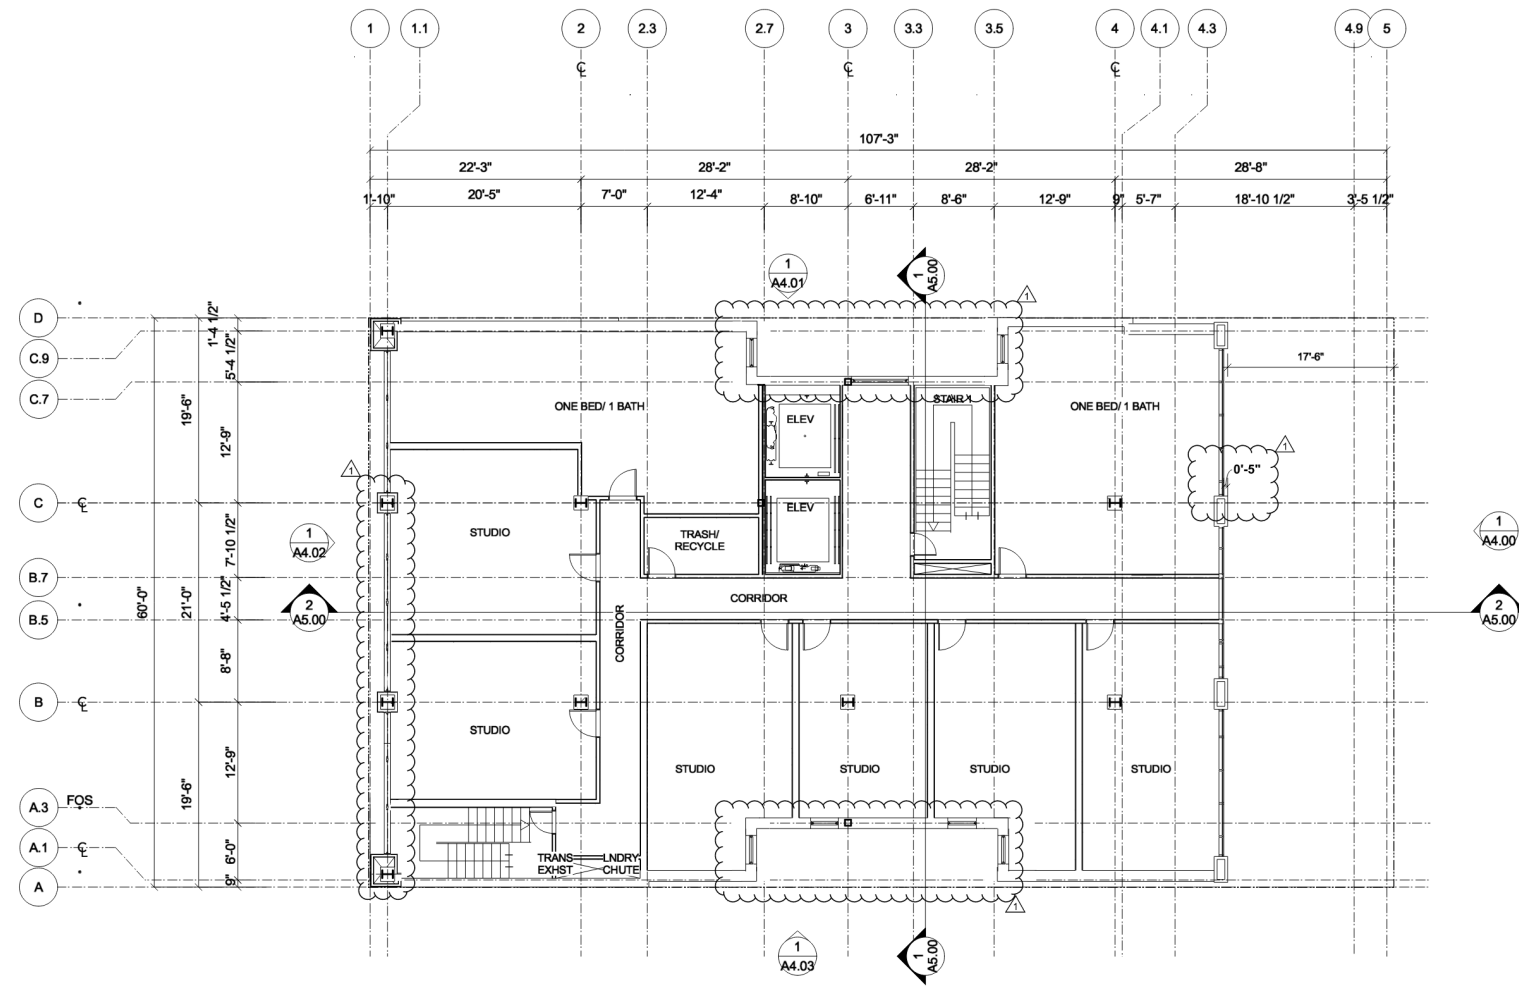 1 1.1 2 2.3 2.7 3 3.3 3.5 4 4.1 4.3 4.9 5
℄ ℄ ℄
107'-3"
22'-3" 28'-2" 28'-2" 28'-8"
1'-10" 20'-5" 7'-0" 12'-4" 8'-10" 6'-11" 8'-6" 12'-9" 9" 5'-7" 18'-10 1/2" 3'-5 1/2"
1
A4.01
1
A5.00
1
D
C.9
C.7
C ℄
B.7
B.5
B ℄
A.3 FOS
A.1 ℄
A
1'-4 1/2"
5'-4 1/2"
12'-9"
7'-10 1/2"
4'-5 1/2"
8'-8"
12'-9"
6'-0"
9"
19'-6"
21'-0"
19'-6"
60'-0"
17'-6"
ONE BED/ 1 BATH
ELEV
STAIR 1
ONE BED/ 1 BATH
1
1
0'-5"
STUDIO
TRASH/
RECYCLE
ELEV
1
A4.02
1
A4.00
2
A5.00
CORRIDOR
CORRIDOR
2
A5.00
STUDIO
STUDIO
STUDIO
STUDIO
STUDIO
TRANS
EXHST
LNDRY
CHUTE
1
1
A4.03
1
A5.00